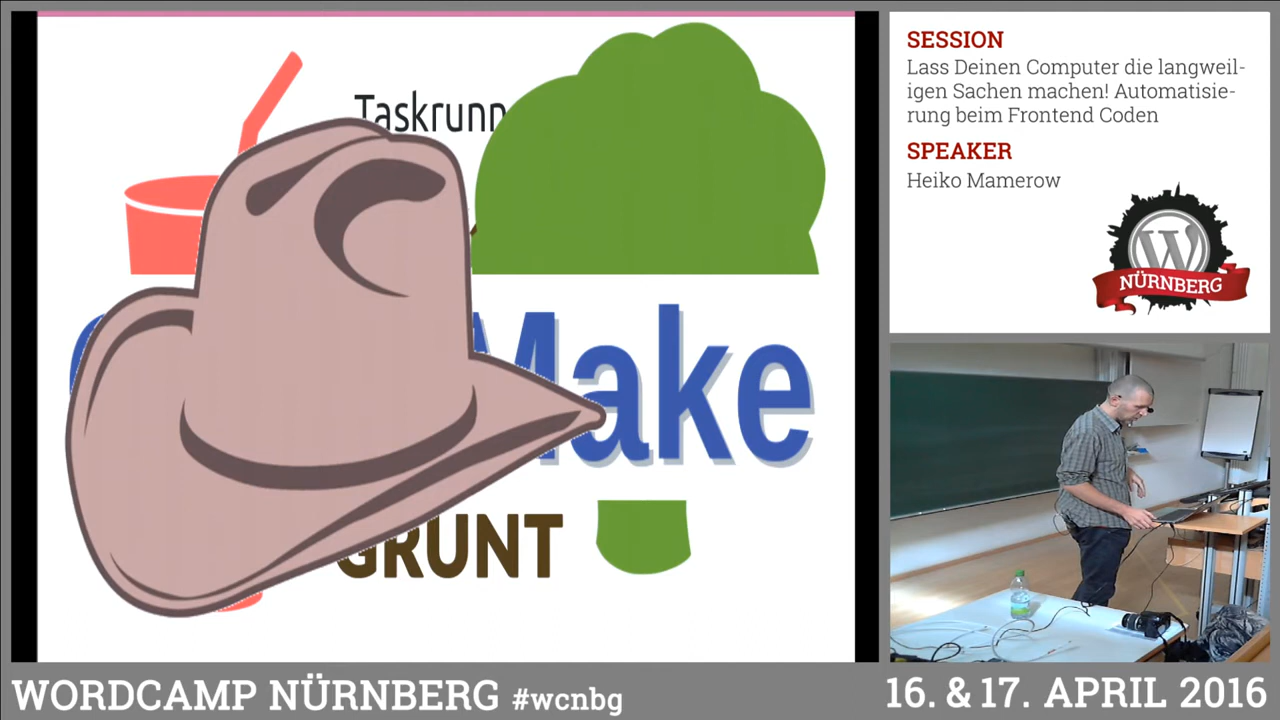 Taskrunn
Make
GRUNT
SESSION
Lass Deinen Computer die langweil-
igen Sachen machen! Automatisie-
rung beim Frontend Coden
SPEAKER
Heiko Mamerow
W
NÜRNBERG
WORDCAMP NÜRNBERG #wcnbg
16. & 17. APRIL 2016